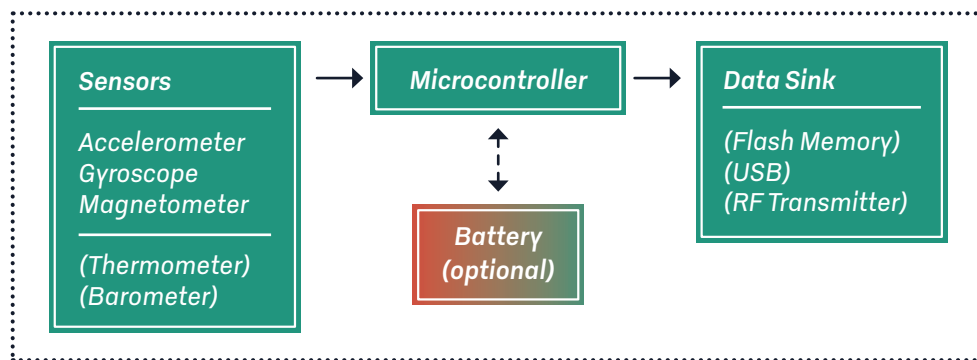 Sensors
Accelerometer
Gyroscope
Magnetometer
(Thermometer)
(Barometer)
Microcontroller
Battery
(optional)
Data Sink
(Flash Memory)
(USB)
(RF Transmitter)